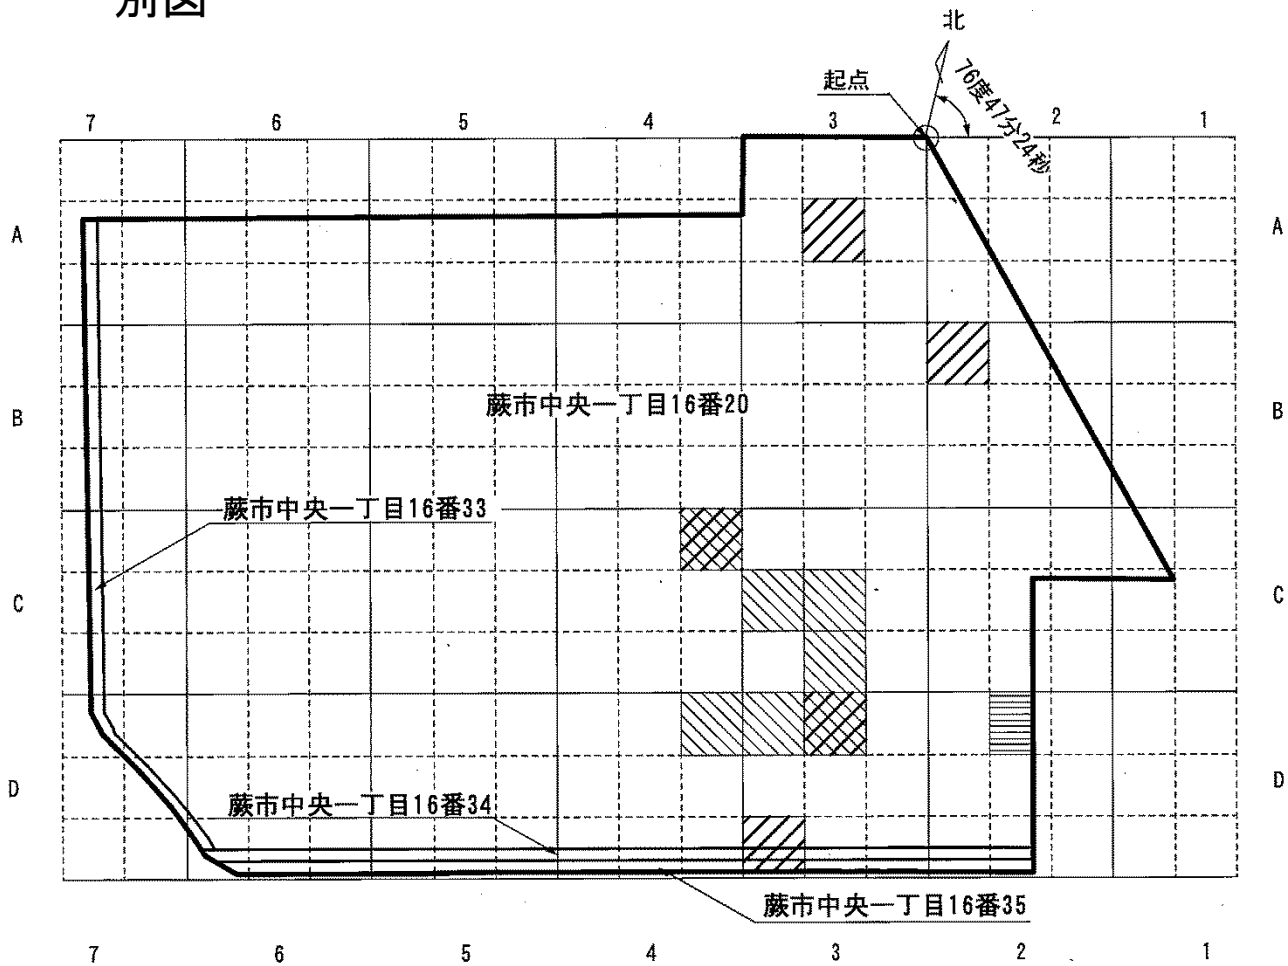 別図
北
起点
76度47分24秒
7 6 5 4 3 2 1
A A
B B
蕨市中央一丁目16番20
蕨市中央一丁目16番33
C C
D D
蕨市中央一丁目16番34
蕨市中央一丁目16番35
7 6 5 4 3 2 1